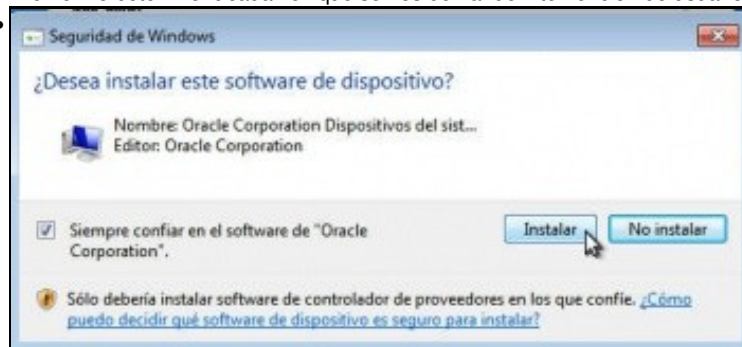 Seguridad de Windows
¿Desea instalar este software de dispositivo?
Nombre: Oracle Corporation Dispositivos del sist...
Editor: Oracle Corporation
Siempre confiar en el software de "Oracle
Corporation".
Instalar
No instalar
Sólo debería instalar software de controlador de proveedores en los que confíe. ¿Cómo
puedo decidir qué software de dispositivo es seguro para instalar?